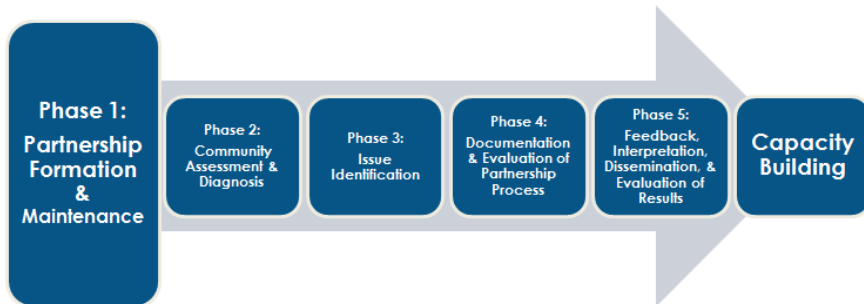 Phase 1:
Partnership
Formation
&
Maintenance
Phase 2:
Community
Assessment &
Diagnosis
Phase 3:
Issue
Identification
Phase 4:
Documentation
& Evaluation of
Partnership
Process
Phase 5:
Feedback,
Interpretation,
Dissemination, &
Evaluation of
Results
Capacity
Building